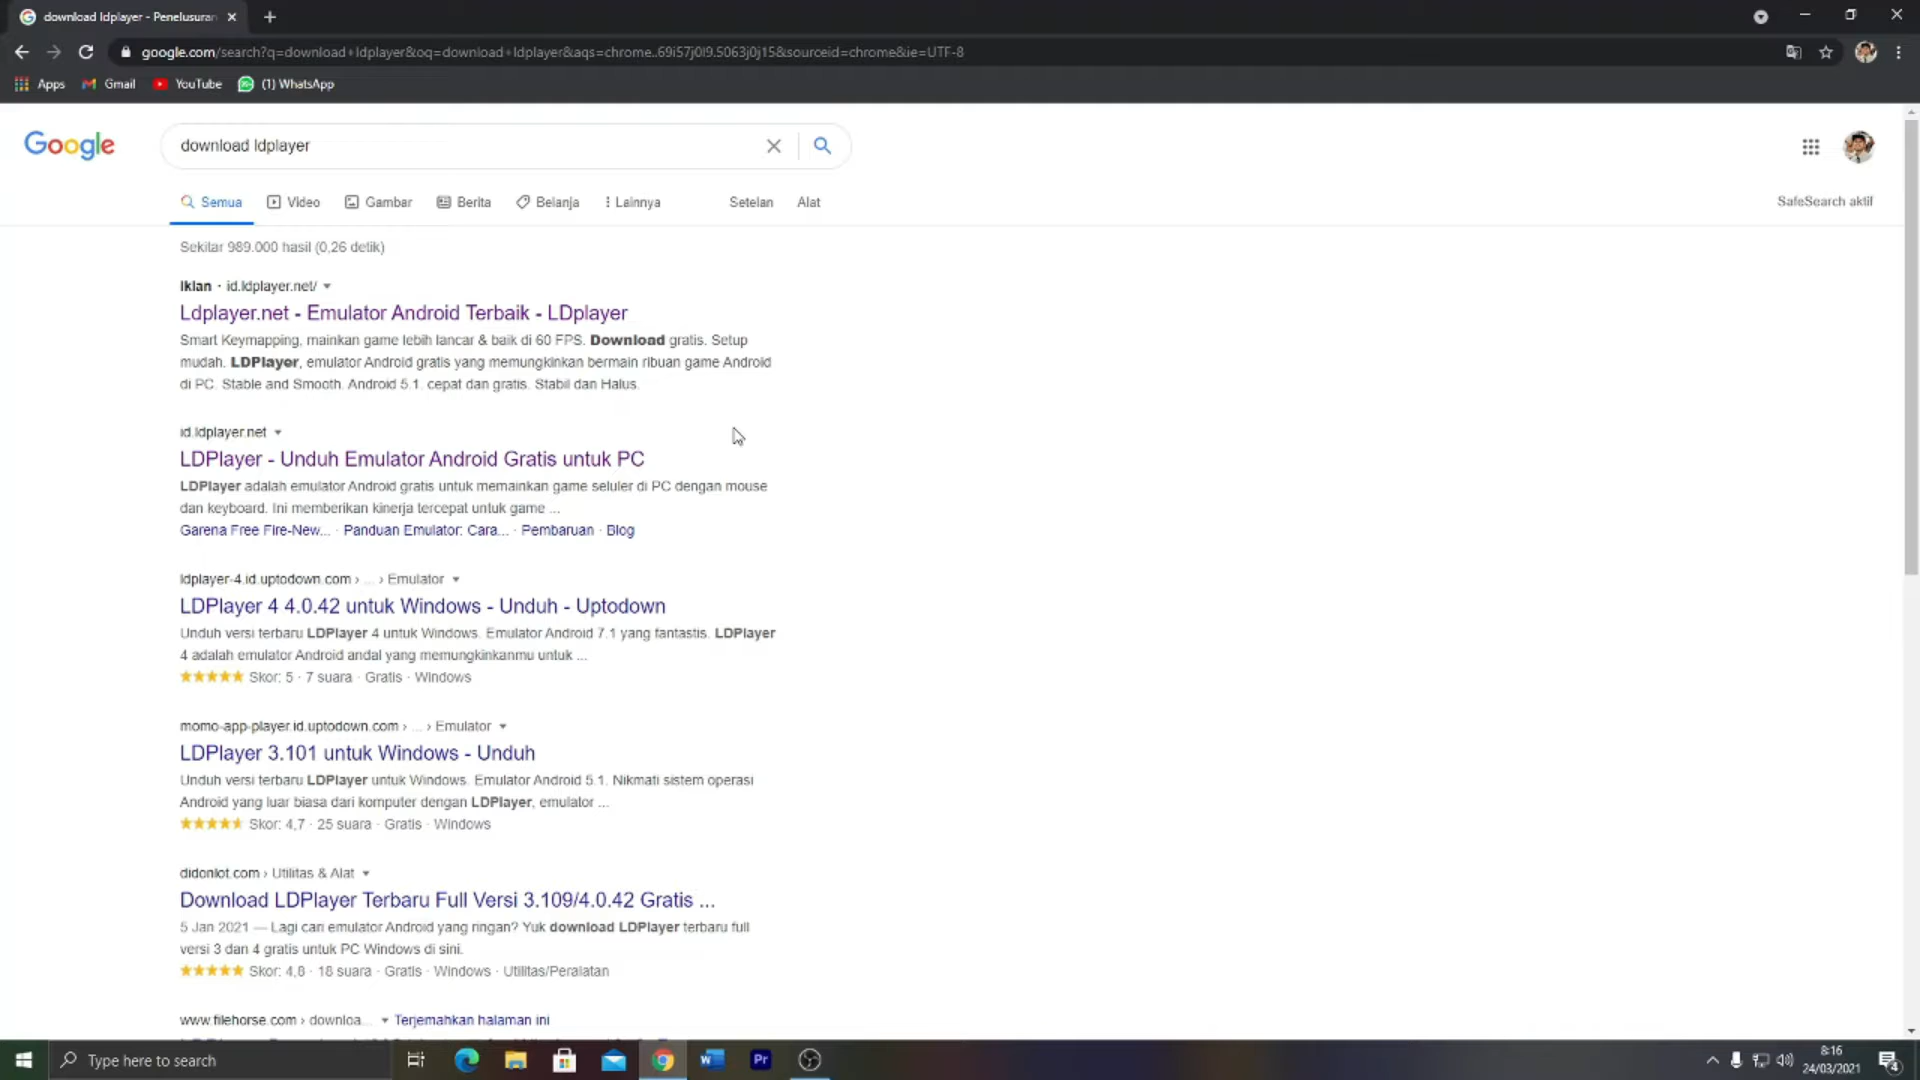 download ldplayer - Penelusuran
google.com/search?q=download+ldplayer&oq=download+ldplayer&aqs=chrome..69i57j0l9.5063j0j15&sourceid=chrome&ie=UTF-8
Apps Gmail YouTube (1) WhatsApp
Google download ldplayer
Semua Video Gambar Berita Belanja Lainnya Setelan Alat SafeSearch aktif
Sekitar 989.000 hasil (0,26 detik)
Iklan · id.ldplayer.net/
Ldplayer.net - Emulator Android Terbaik - LDplayer
Smart Keymapping, mainkan game lebih lancar & baik di 60 FPS. Download gratis. Setup
mudah. LDPlayer, emulator Android gratis yang memungkinkan bermain ribuan game Android
di PC. Stable and Smooth. Android 5.1. cepat dan gratis. Stabil dan Halus.
id.ldplayer.net
LDPlayer - Unduh Emulator Android Gratis untuk PC
LDPlayer adalah emulator Android gratis untuk memainkan game seluler di PC dengan mouse
dan keyboard. Ini memberikan kinerja tercepat untuk game ...
Garena Free Fire-New... · Panduan Emulator: Cara... · Pembaruan · Blog
ldplayer-4.id.uptodown.com › ... › Emulator
LDPlayer 4 4.0.42 untuk Windows - Unduh - Uptodown
Unduh versi terbaru LDPlayer 4 untuk Windows. Emulator Android 7.1 yang fantastis. LDPlayer
4 adalah emulator Android andal yang memungkinkanmu untuk ...
Skor: 5 · 7 suara · Gratis · Windows
momo-app-player.id.uptodown.com › ... › Emulator
LDPlayer 3.101 untuk Windows - Unduh
Unduh versi terbaru LDPlayer untuk Windows. Emulator Android 5.1. Nikmati sistem operasi
Android yang luar biasa dari komputer dengan LDPlayer, emulator ...
Skor: 4,7 · 25 suara · Gratis · Windows
didonlot.com › Utilitas & Alat
Download LDPlayer Terbaru Full Versi 3.109/4.0.42 Gratis ...
5 Jan 2021 — Lagi cari emulator Android yang ringan? Yuk download LDPlayer terbaru full
versi 3 dan 4 gratis untuk PC Windows di sini.
Skor: 4,8 · 18 suara · Gratis · Windows · Utilitas/Peralatan
www.filehorse.com › downloa... Terjemahkan halaman ini
Type here to search
Pr
8:16
24/03/2021
4